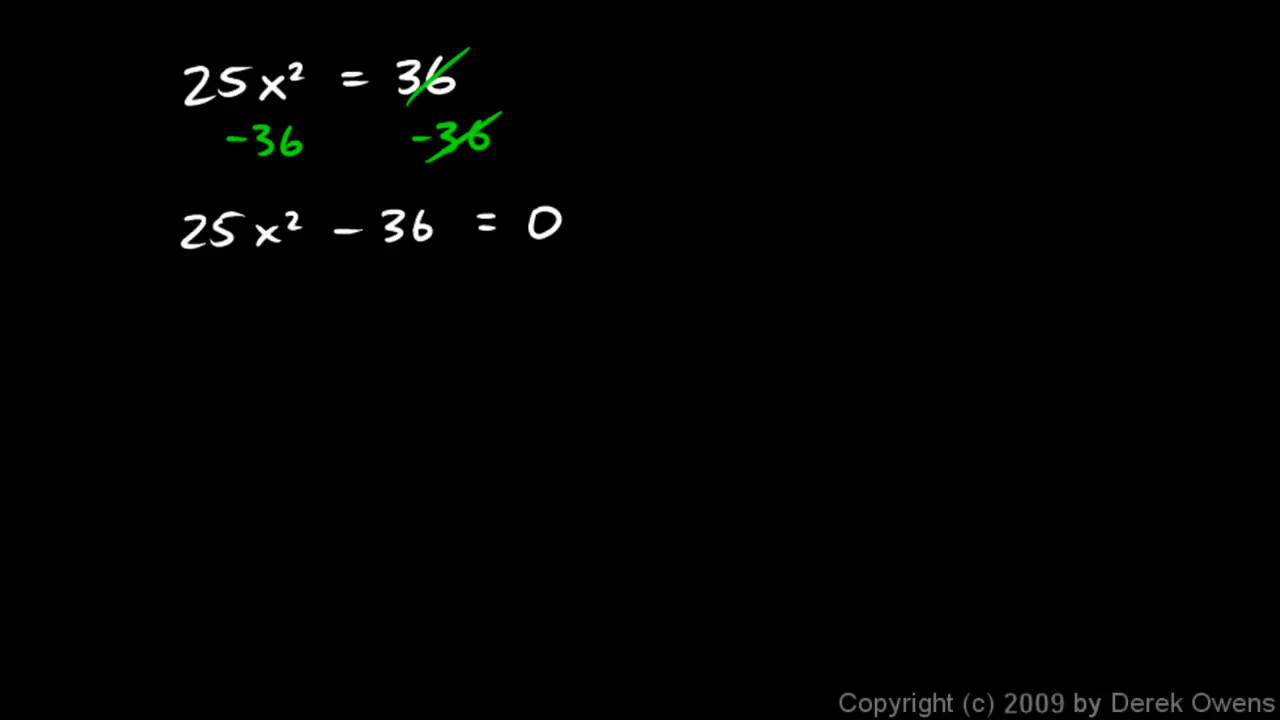 25x² = 36
-36 -36
25x² - 36 = 0
Copyright (c) 2009 by Derek Owens